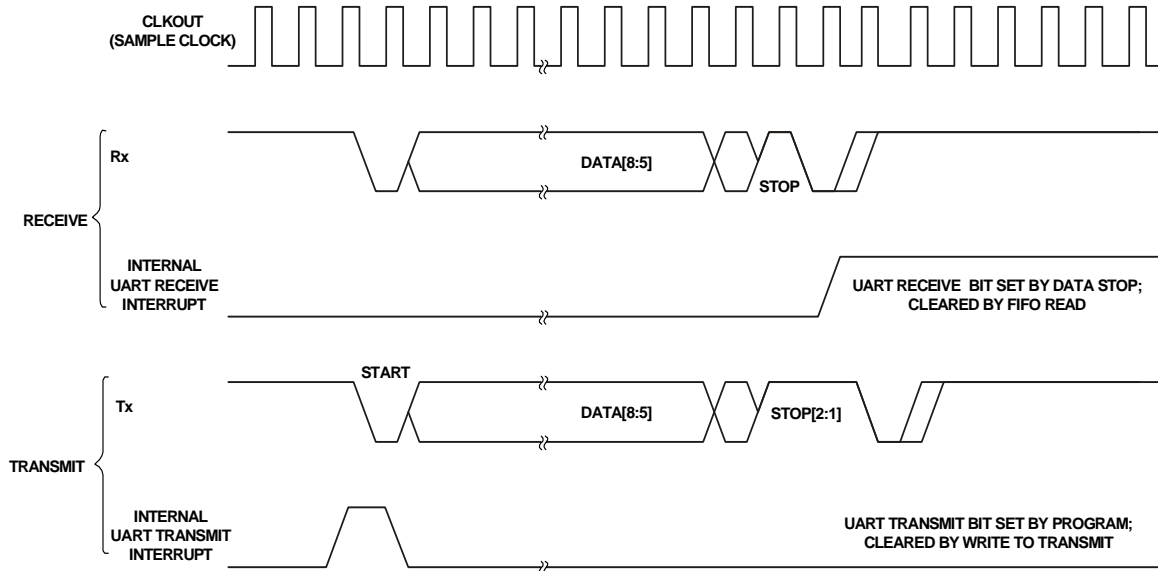 CLKOUT
(SAMPLE CLOCK)
Rx
DATA[8:5]
STOP
RECEIVE
INTERNAL
UART RECEIVE
INTERRUPT
UART RECEIVE BIT SET BY DATA STOP;
CLEARED BY FIFO READ
START
Tx
DATA[8:5]
STOP[2:1]
TRANSMIT
INTERNAL
UART TRANSMIT
INTERRUPT
UART TRANSMIT BIT SET BY PROGRAM;
CLEARED BY WRITE TO TRANSMIT